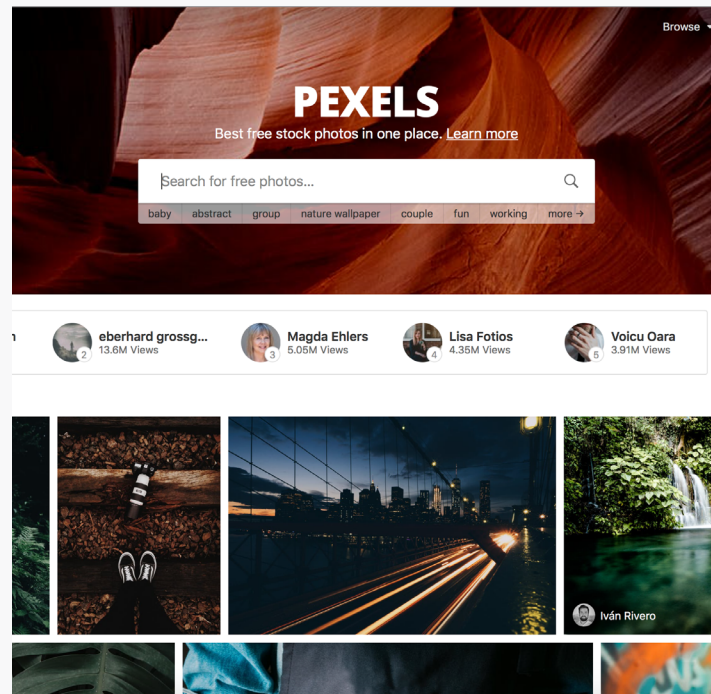 Browse
PEXELS
Best free stock photos in one place. Learn more
Search for free photos...
baby abstract group nature wallpaper couple fun working more →
eberhard grossg...
13.6M Views
2
Magda Ehlers
5.05M Views
3
Lisa Fotios
4.35M Views
4
Voicu Oara
3.91M Views
5
Iván Rivero